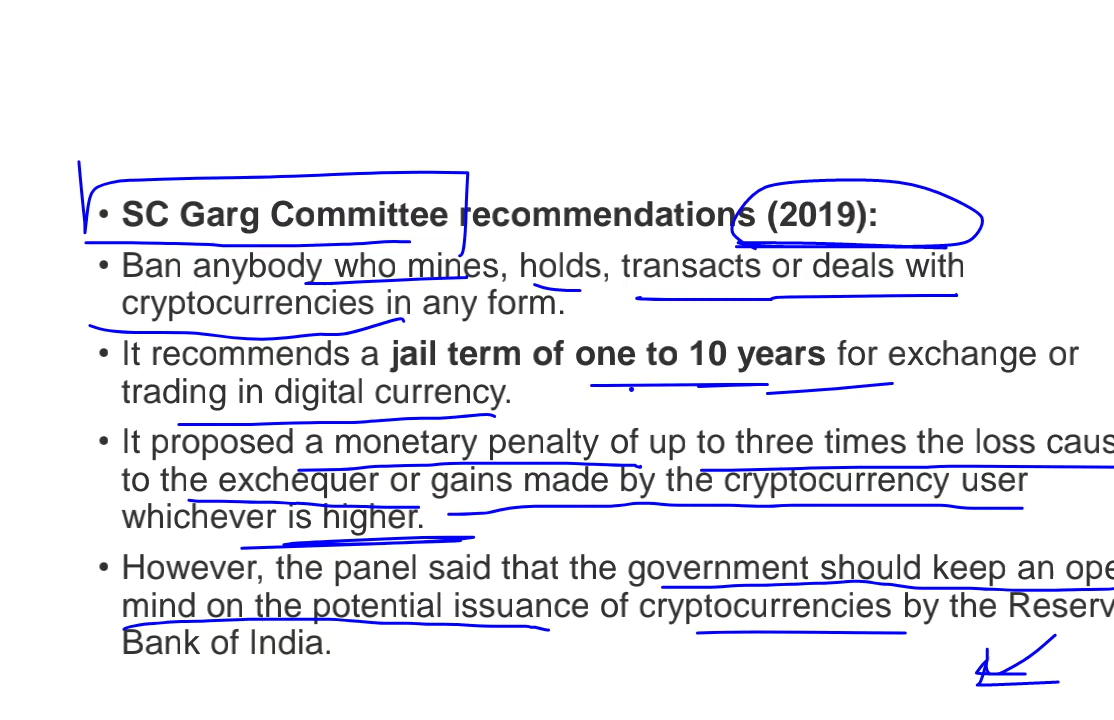 • SC Garg Committee recommendations (2019):
• Ban anybody who mines, holds, transacts or deals with
cryptocurrencies in any form.
• It recommends a jail term of one to 10 years for exchange or
trading in digital currency.
• It proposed a monetary penalty of up to three times the loss caus
to the exchequer or gains made by the cryptocurrency user
whichever is higher.
• However, the panel said that the government should keep an ope
mind on the potential issuance of cryptocurrencies by the Reserv
Bank of India.